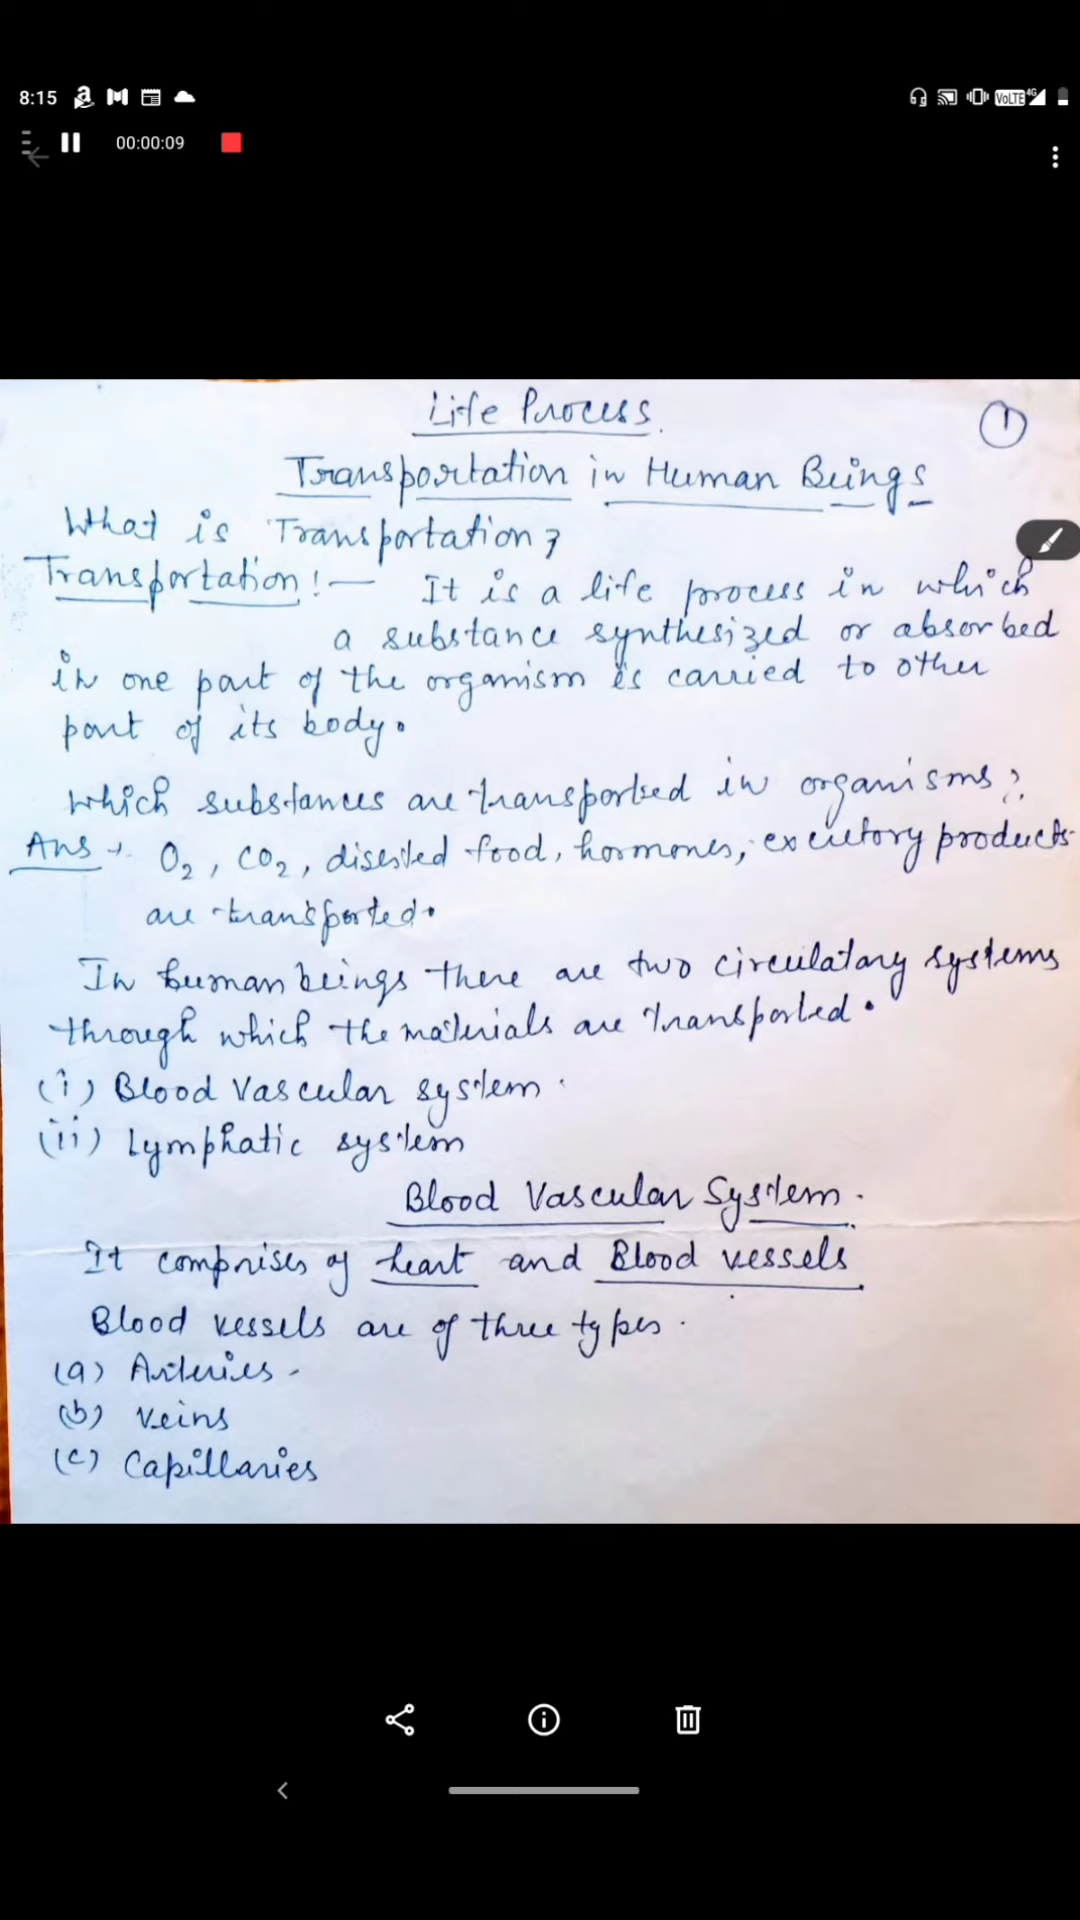 8:15
VoLTE 4G
00:00:09
Life Process.
1
Transportation in Human Beings
What is Transportation?
Transportation :— It is a life process in which
a substance synthesized or absorbed
in one part of the organism is carried to other
part of its body.
Which substances are transported in organisms?
Ans →. O₂, CO₂, disested food, hormones, excretory products
are transported.
In human beings there are two circulatory systems
through which the materials are transported.
(i) Blood Vascular system.
(ii) Lymphatic system
Blood Vascular System.
It comprises of heart and Blood vessels
Blood vessels are of three types.
(a) Arteries -
(b) Veins
(c) Capillaries